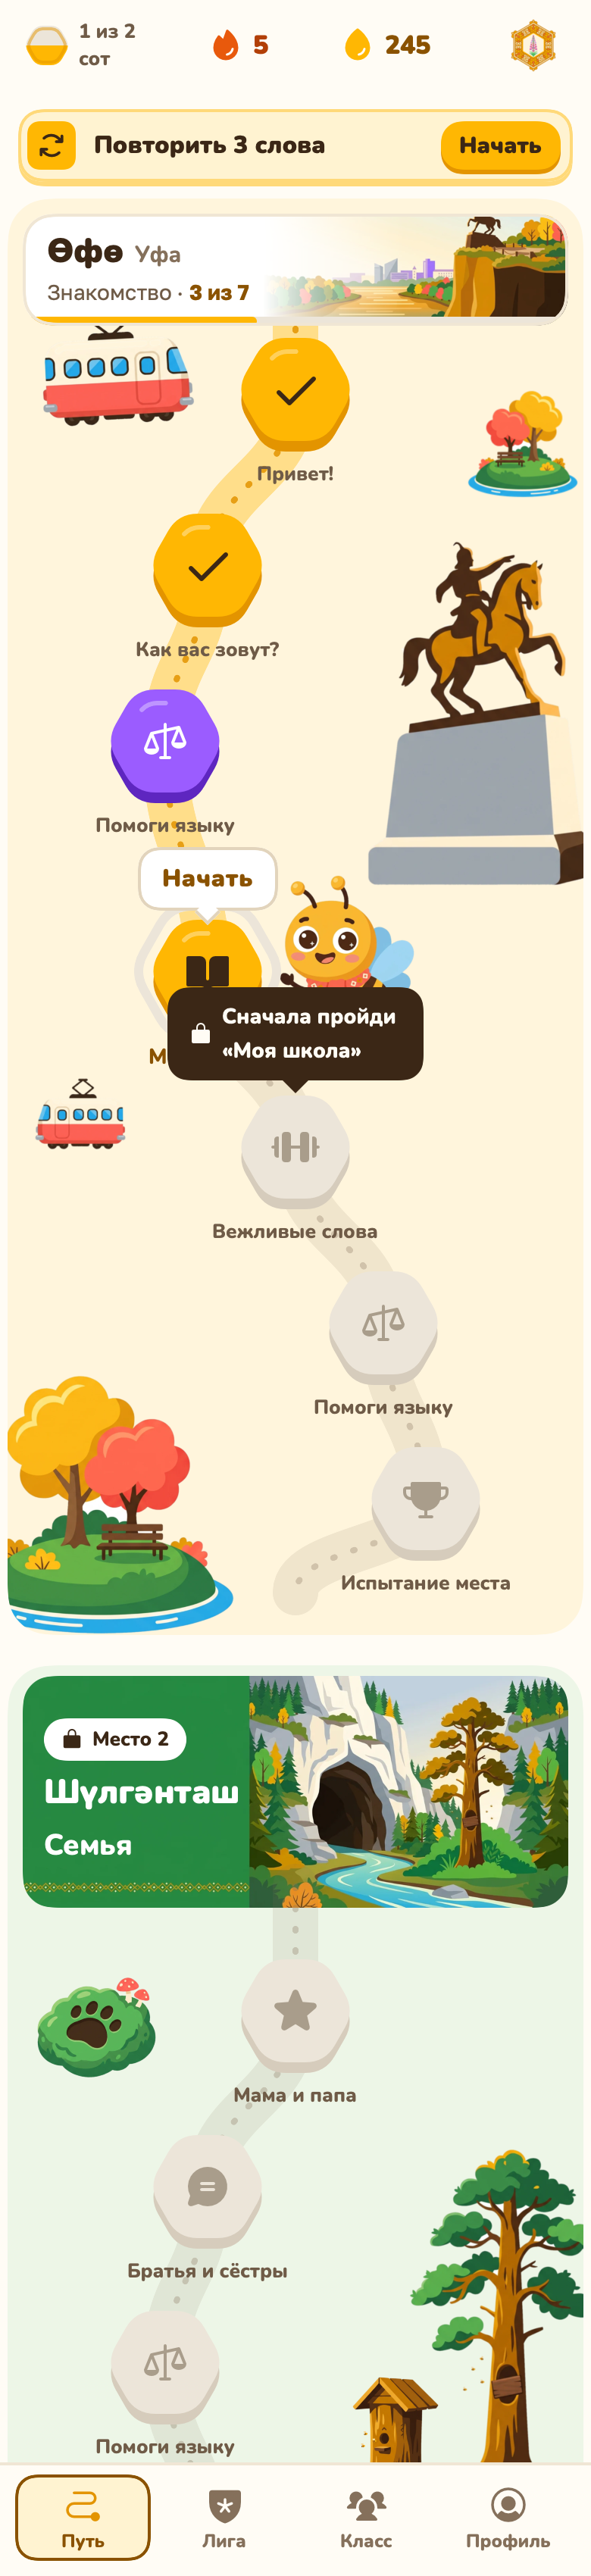 1 из 2
сот
5
245
Повторить 3 слова
Начать
Өфө Уфа
Знакомство · 3 из 7
Привет!
Как вас зовут?
Помоги языку
Начать
Сначала пройди
«Моя школа»
М
Вежливые слова
Помоги языку
Испытание места
Место 2
Шүлгәнташ
Семья
Мама и папа
Братья и сёстры
Помоги языку
Путь
Лига
Класс
Профиль